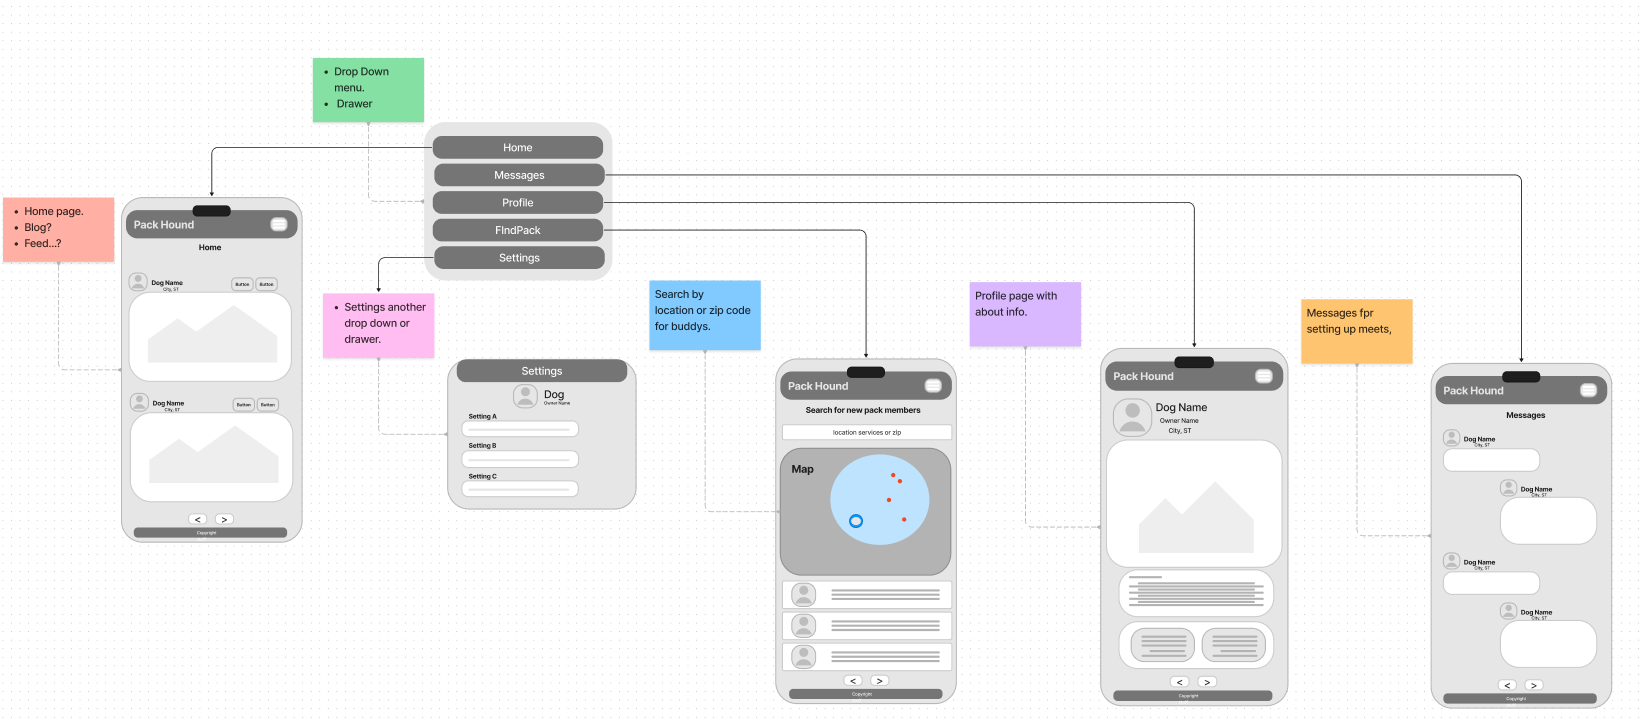 Drop Down
menu.
Drawer
Home
Messages
Profile
FIndPack
Settings
Home page.
Blog?
Feed...?
Pack Hound
Home
Dog Name
City, ST
Button
Button
Dog Name
City, ST
Button
Button
<
>
Copyright
Settings another
drop down or
drawer.
Settings
Dog
Owner Name
Setting A
Setting B
Setting C
Search by
location or zip code
for buddys.
Pack Hound
Search for new pack members
location services or zip
Map
<
>
Copyright
Profile page with
about info.
Pack Hound
Dog Name
Owner Name
City, ST
<
>
Copyright
Messages fpr
setting up meets,
Pack Hound
Messages
Dog Name
City, ST
Dog Name
City, ST
Dog Name
City, ST
Dog Name
City, ST
<
>
Copyright